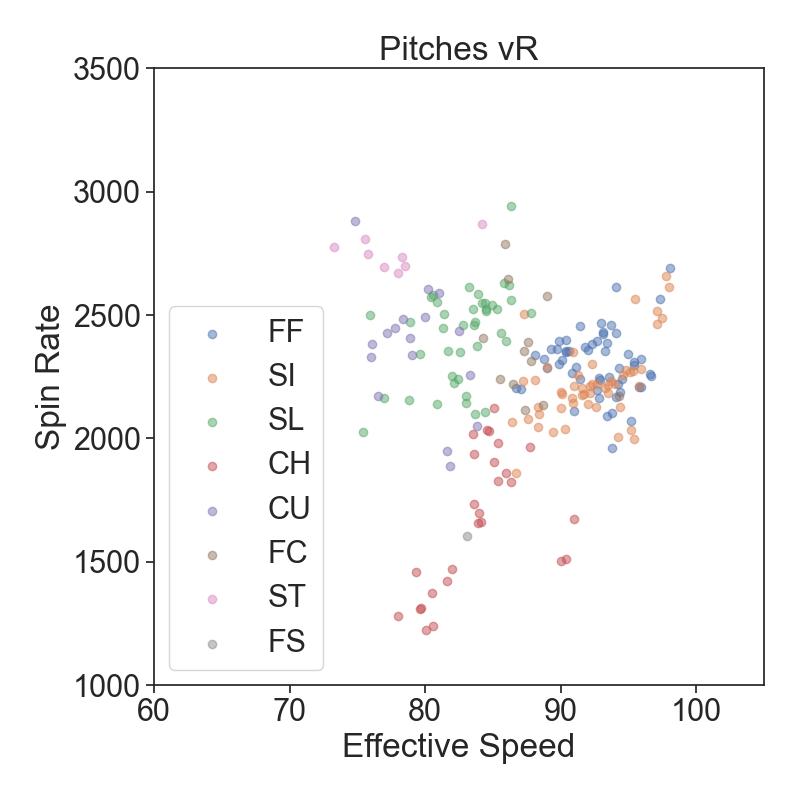 Pitches vR
3500
3000
2500
2000
1500
1000
Spin Rate
FF
SI
SL
CH
CU
FC
ST
FS
60 70 80 90 100
Effective Speed